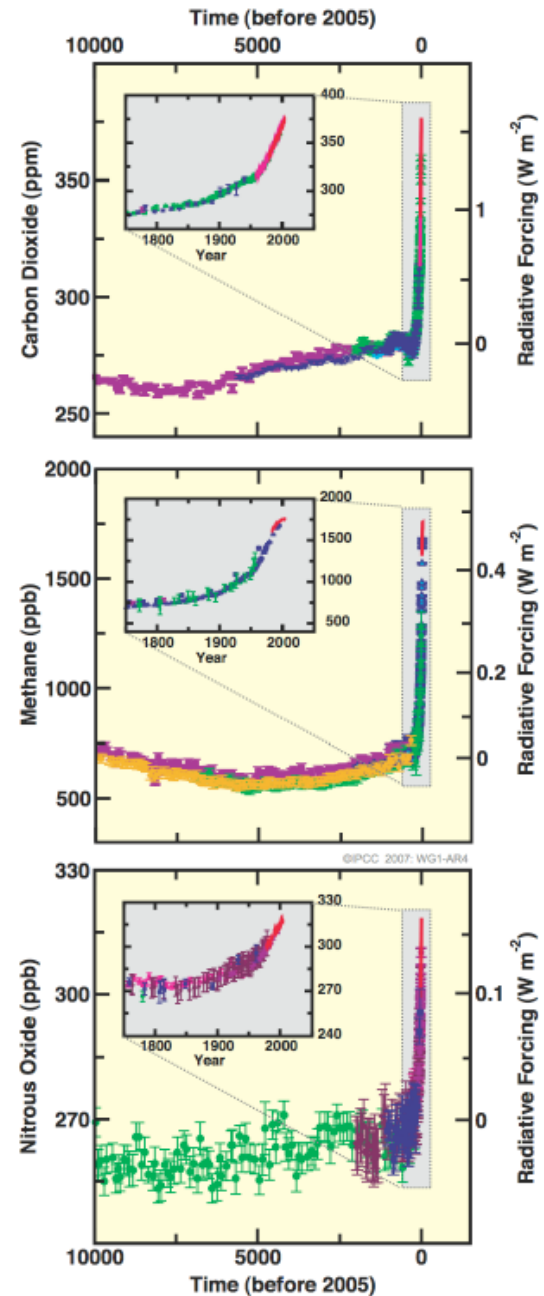 Time (before 2005)
10000 5000 0
Carbon Dioxide (ppm)
350
300
250
400
350
300
1800 1900 2000
Year
1
0
Radiative Forcing (W m⁻²)
Methane (ppb)
2000
1500
1000
500
2000
1500
1000
500
1800 1900 2000
Year
0.4
0.2
0
Radiative Forcing (W m⁻²)
©IPCC 2007: WG1-AR4
Nitrous Oxide (ppb)
330
300
270
330
300
270
240
1800 1900 2000
Year
0.1
0
Radiative Forcing (W m⁻²)
10000 5000 0
Time (before 2005)